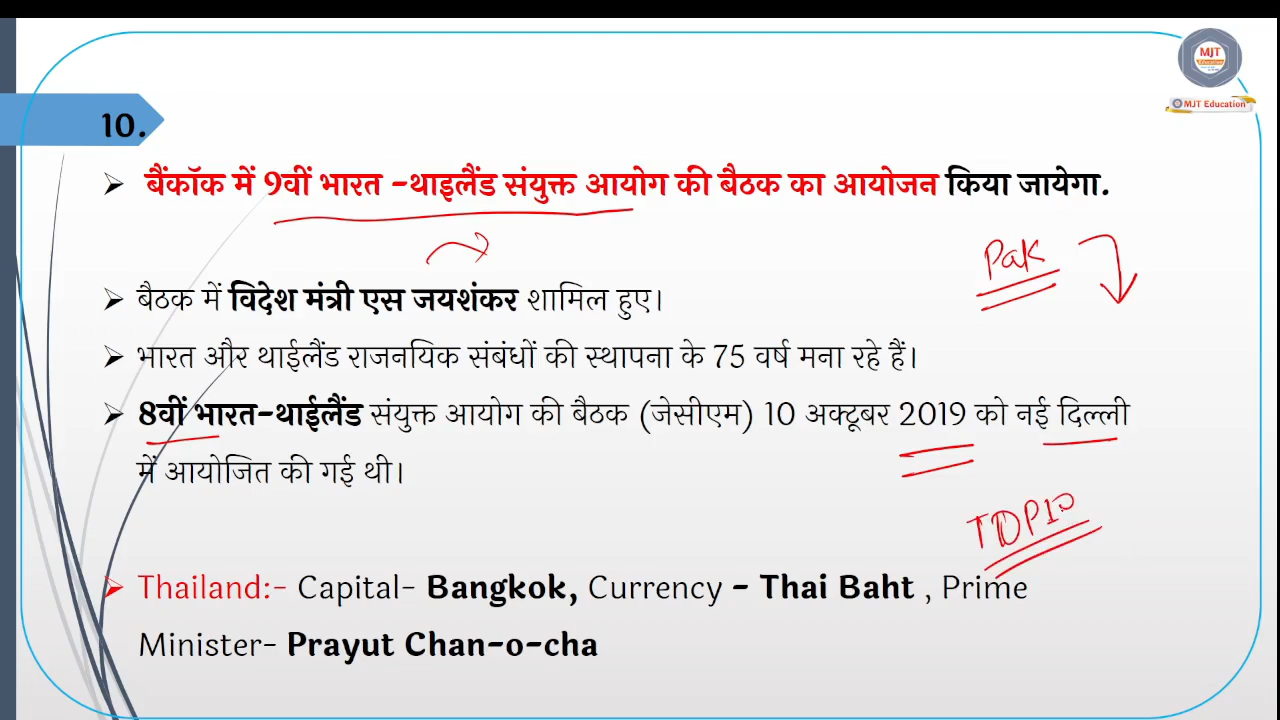 MJT
Education
MJT Education
10.
➢ बैंकॉक में 9वीं भारत -थाइलैंड संयुक्त आयोग की बैठक का आयोजन किया जायेगा.
Pak
➢ बैठक में विदेश मंत्री एस जयशंकर शामिल हुए।
➢ भारत और थाईलैंड राजनयिक संबंधों की स्थापना के 75 वर्ष मना रहे हैं।
➢ 8वीं भारत-थाईलैंड संयुक्त आयोग की बैठक (जेसीएम) 10 अक्टूबर 2019 को नई दिल्ली
में आयोजित की गई थी।
TOP10
➢ Thailand:- Capital- Bangkok, Currency - Thai Baht , Prime
Minister- Prayut Chan-o-cha